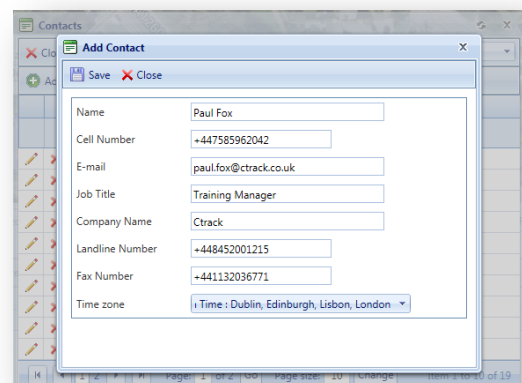 Contacts
X
Clo
Add Contact
X
Save Close
Ad
Name Paul Fox
Cell Number +447585962042
E-mail paul.fox@ctrack.co.uk
Job Title Training Manager
Company Name Ctrack
Landline Number +448452001215
Fax Number +441132036771
Time zone Time : Dublin, Edinburgh, Lisbon, London
1 2 Page: 1 of 2 Go Page size: 10 Change Item 1 to 10 of 19